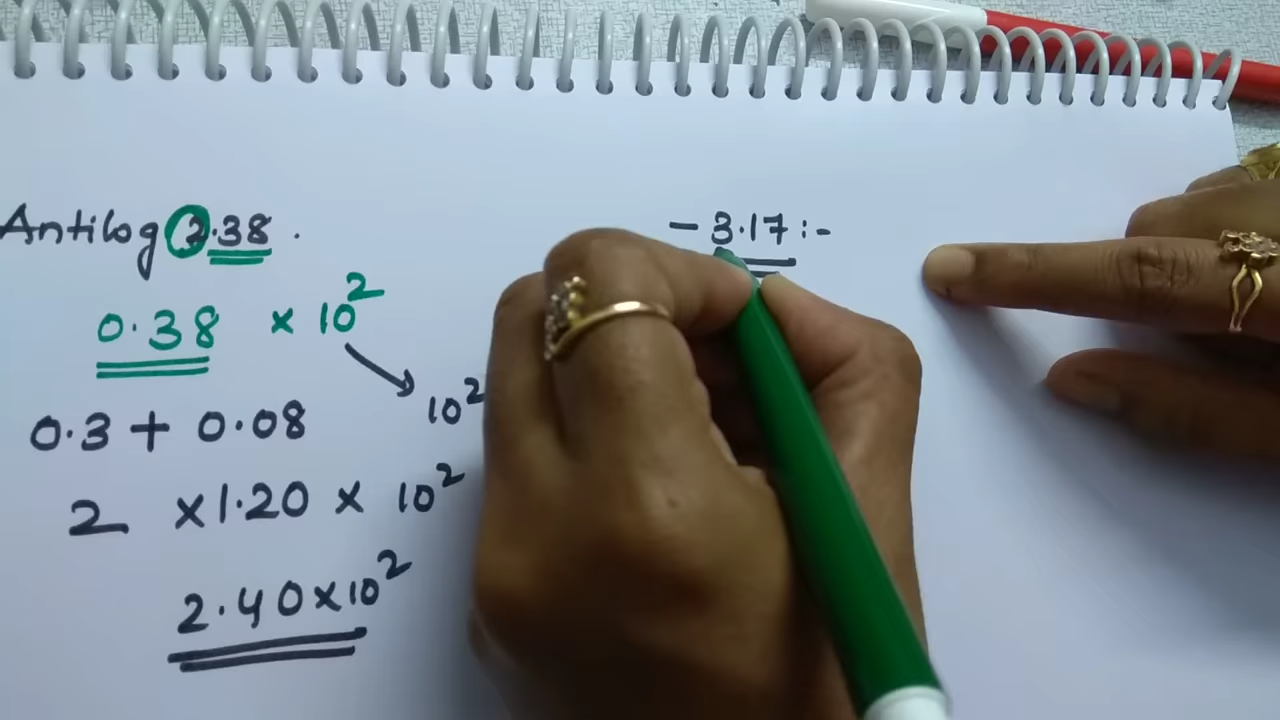 Antilog 2.38 .
0.38 × 10²
10²
0.3 + 0.08
2 × 1.20 × 10²
2.40 × 10²
- 3.17 :-